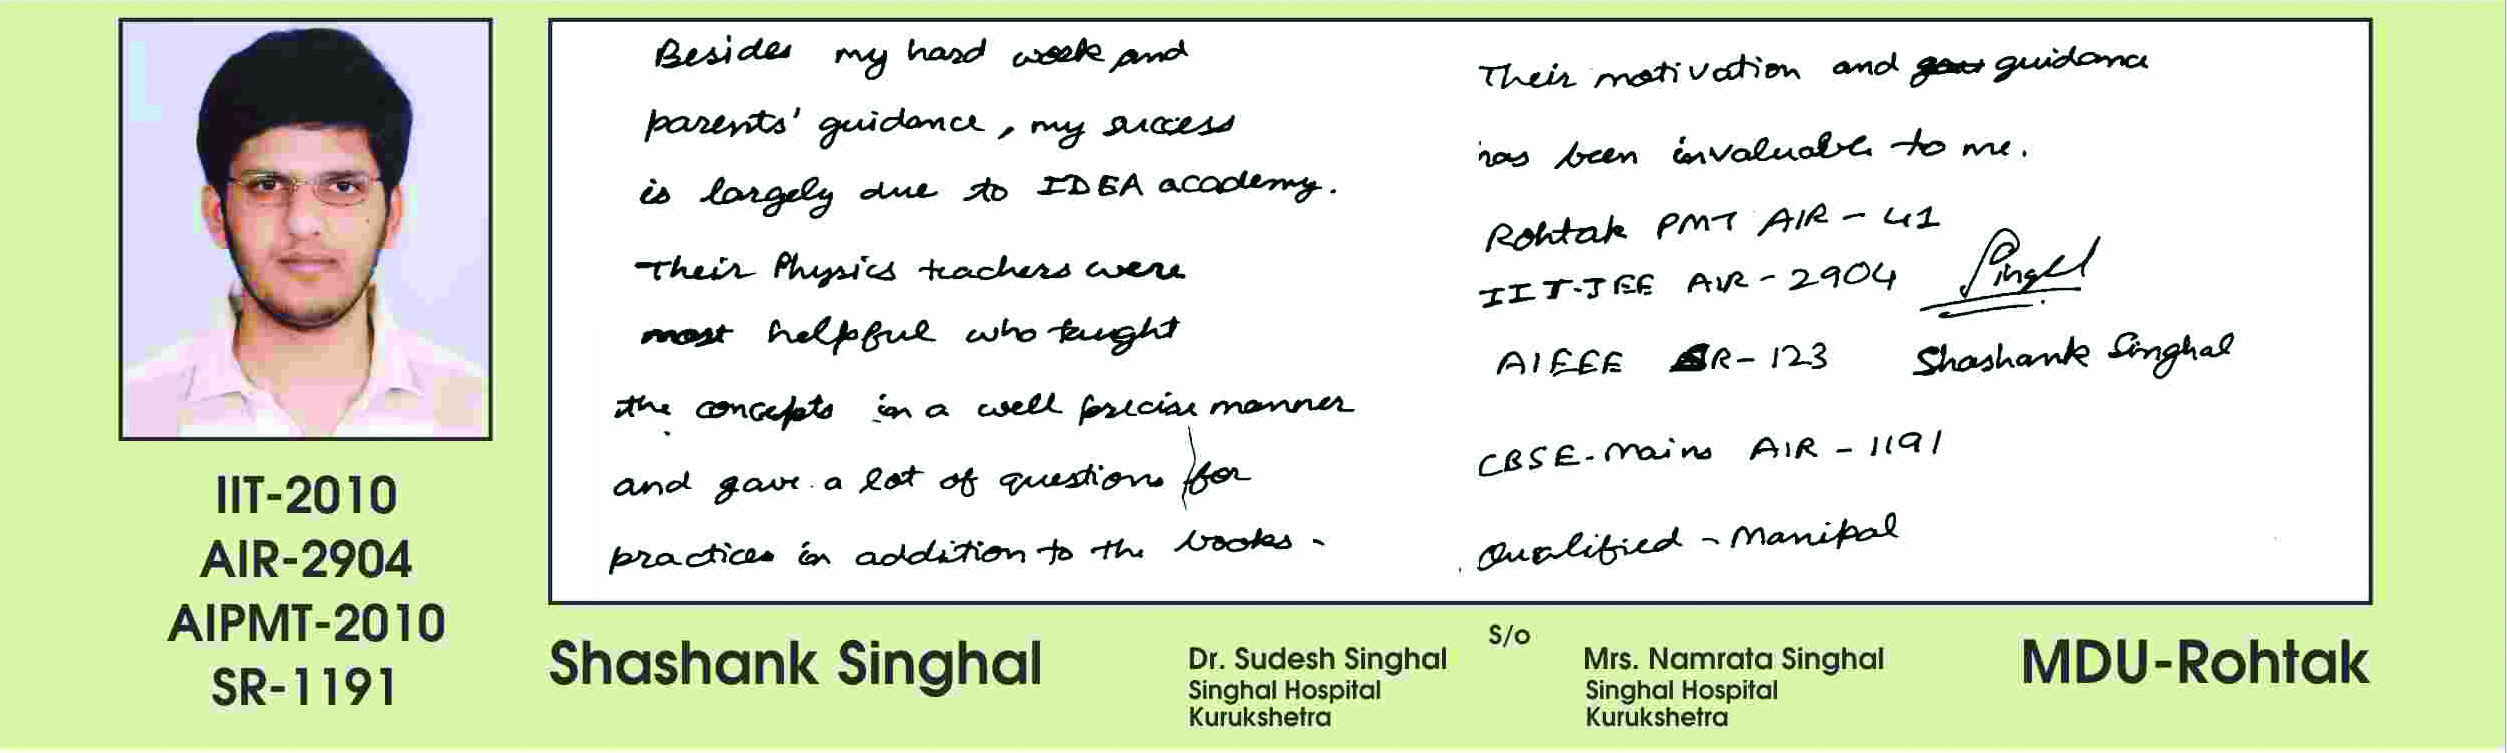 Besides my hard work and
parents' guidance, my success
is largely due to IDEA academy.
Their Physics teachers were
most helpful who taught
the concepts in a well precise manner
and gave a lot of questions for
practices in addition to the books.
Their motivation and guidance
has been invaluable to me.
Rohtak PMT AIR - 41
IIT-JEE AIR - 2904
Singhl
AIEEE SR - 123
Shashank Singhal
CBSE-Mains AIR - 1191
Qualified - Manipal
IIT-2010
AIR-2904
AIPMT-2010
SR-1191
Shashank Singhal
Dr. Sudesh Singhal
Singhal Hospital
Kurukshetra
S/o
Mrs. Namrata Singhal
Singhal Hospital
Kurukshetra
MDU-Rohtak